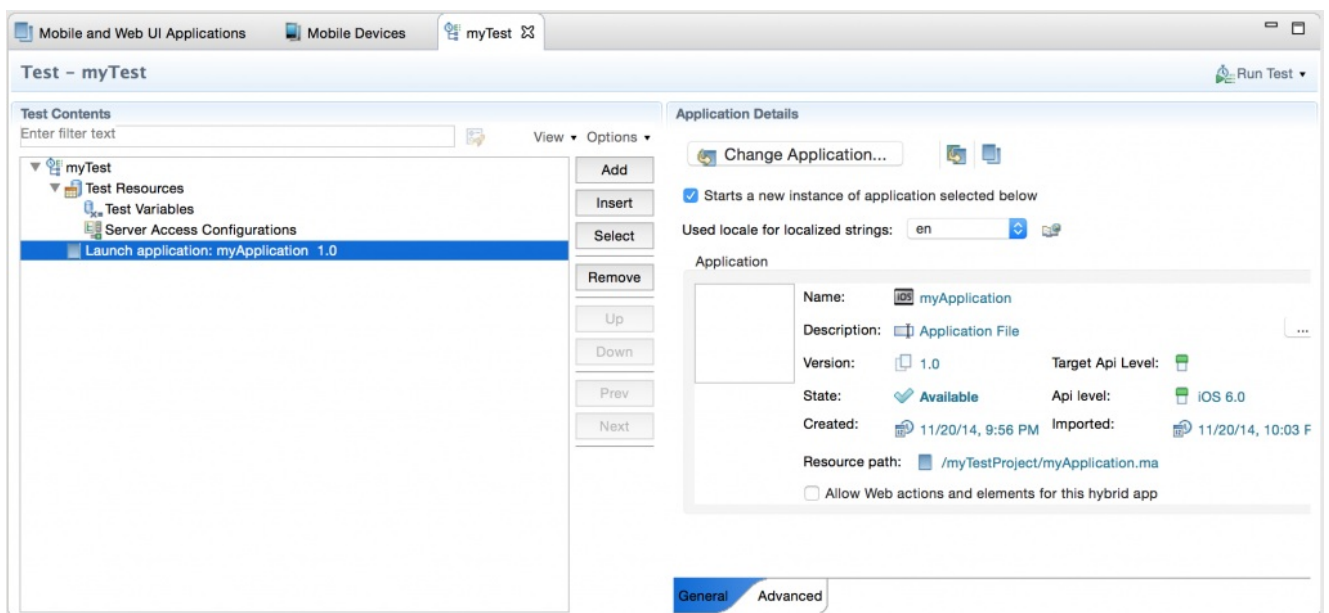 Mobile and Web UI Applications Mobile Devices myTest
Test - myTest Run Test
Test Contents
Enter filter text View Options
myTest
Test Resources
Test Variables
Server Access Configurations
Launch application: myApplication 1.0
Add
Insert
Select
Remove
Up
Down
Prev
Next
Application Details
Change Application...
Starts a new instance of application selected below
Used locale for localized strings: en
Application
Name: iOS myApplication
Description: Application File ...
Version: 1.0 Target Api Level:
State: Available Api level: iOS 6.0
Created: 11/20/14, 9:56 PM Imported: 11/20/14, 10:03 P
Resource path: /myTestProject/myApplication.ma
Allow Web actions and elements for this hybrid app
General Advanced